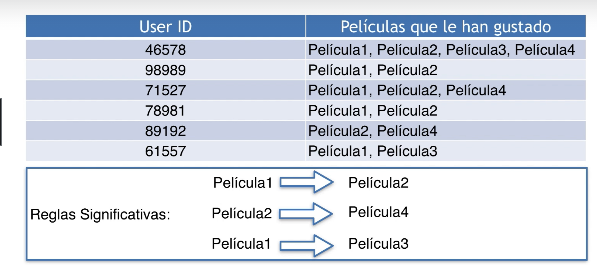 User ID Películas que le han gustado
46578 Película1, Película2, Película3, Película4
98989 Película1, Película2
71527 Película1, Película2, Película4
78981 Película1, Película2
89192 Película2, Película4
61557 Película1, Película3
Película1 Película2
Reglas Significativas: Película2 Película4
Película1 Película3